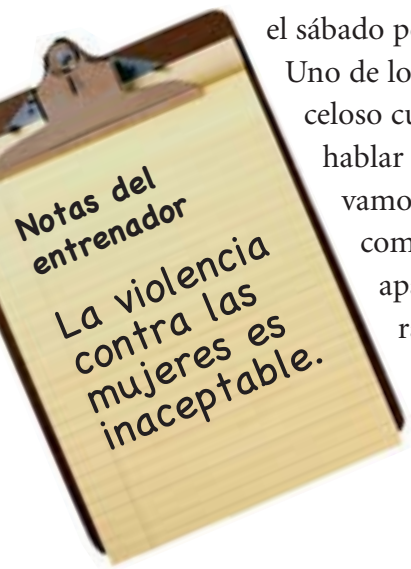 Notas del
entrenador
La violencia
contra las
mujeres es
inaceptable.
el sábado
Uno de
celoso
hablar